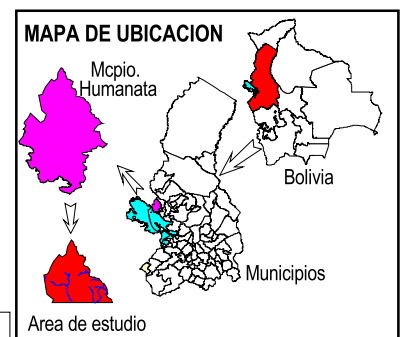 MAPA DE UBICACION
Mcpio.
Humanata
Bolivia
Municipios
Area de estudio